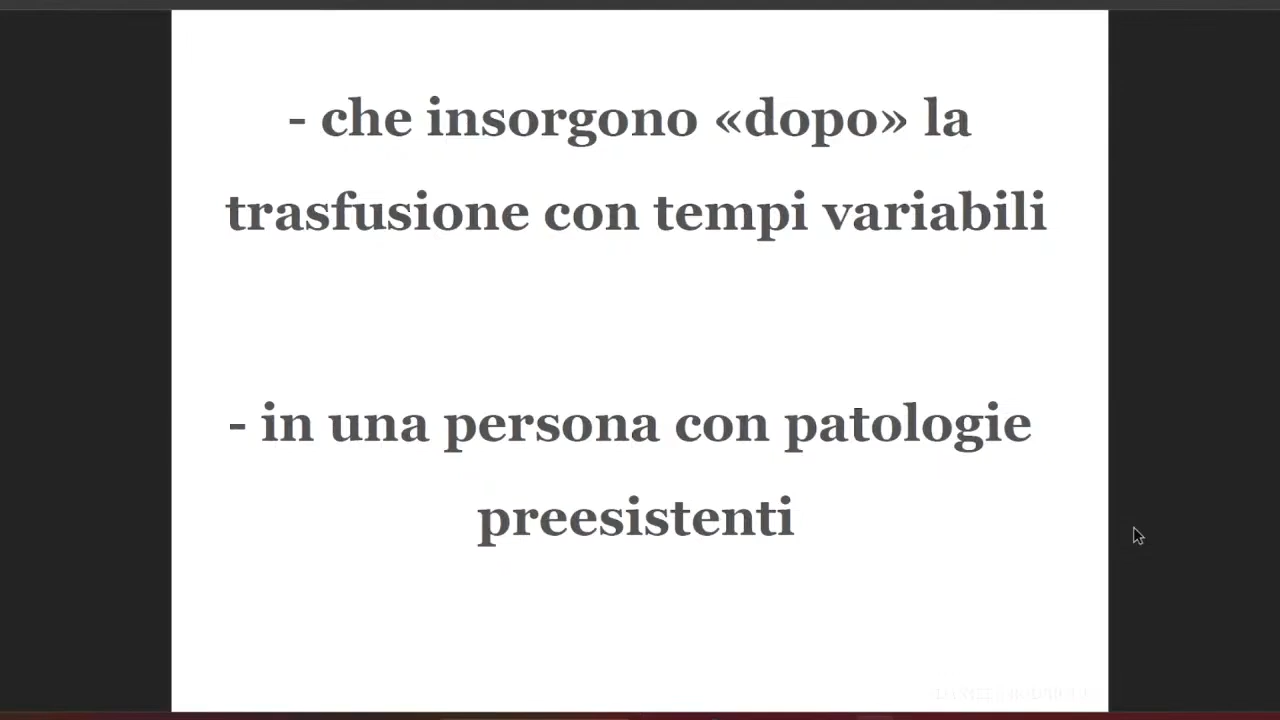 - che insorgono «dopo» la
trasfusione con tempi variabili
- in una persona con patologie
preesistenti